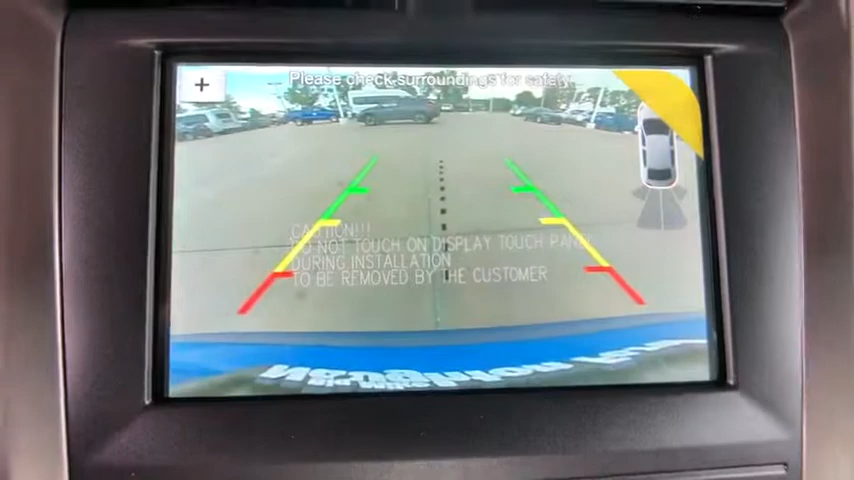 +
Please check surroundings for safety.
CAUTION!!!
DO NOT TOUCH ON DISPLAY TOUCH PANEL
DURING INSTALLATION
TO BE REMOVED BY THE CUSTOMER